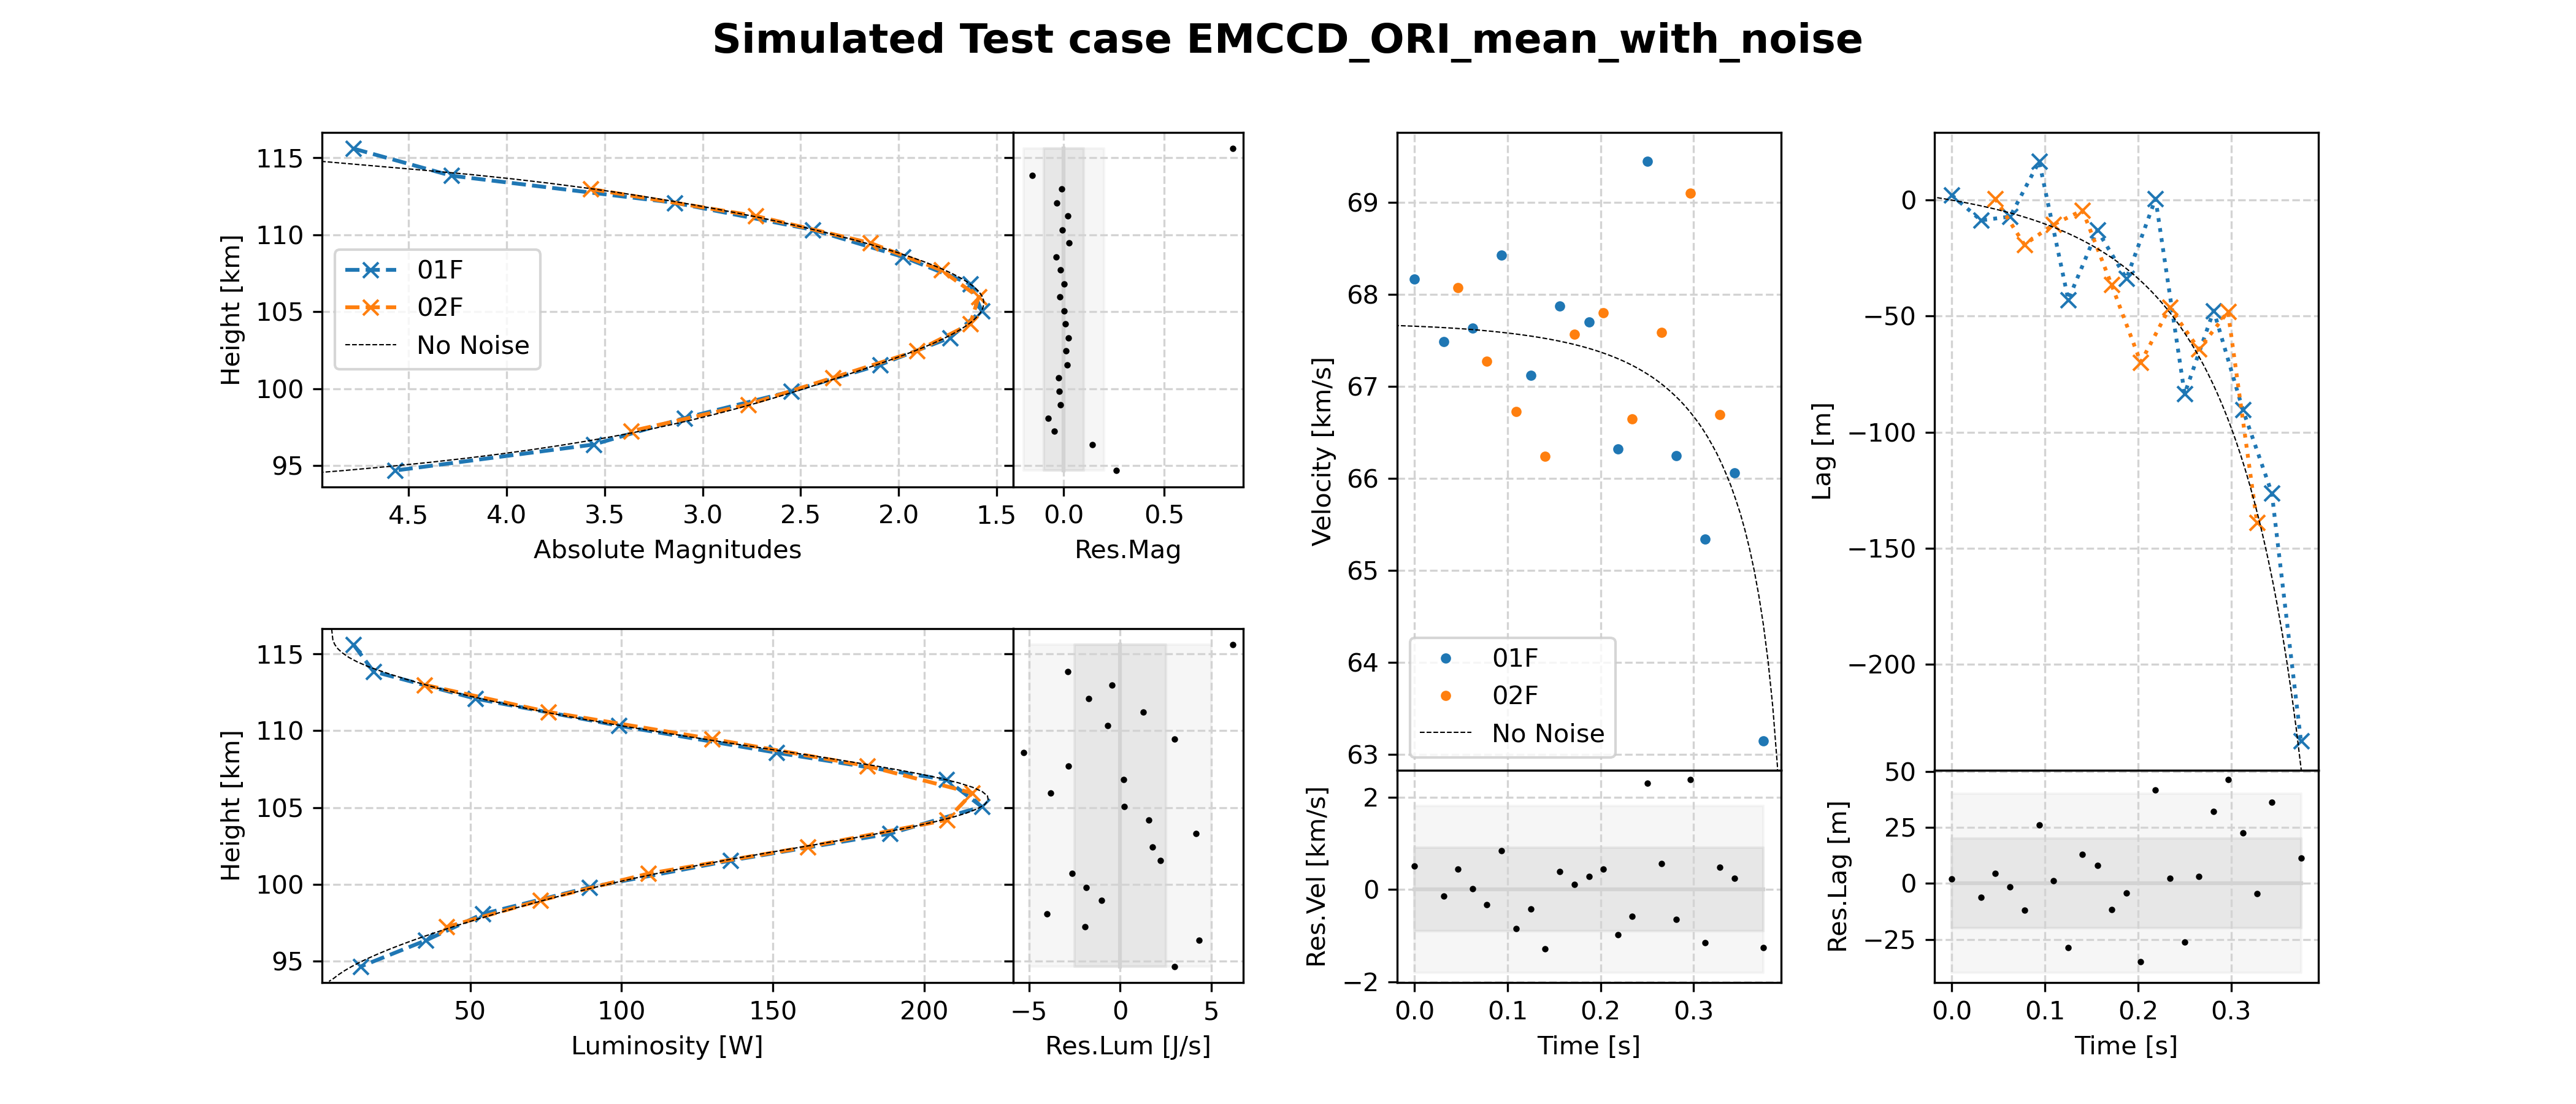 Simulated Test case EMCCD_ORI_mean_with_noise
Height [km]
115
110
105
100
95
01F
02F
No Noise
4.5 4.0 3.5 3.0 2.5 2.0 1.5
Absolute Magnitudes
0.0 0.5
Res.Mag
Height [km]
115
110
105
100
95
50 100 150 200
Luminosity [W]
−5 0 5
Res.Lum [J/s]
Velocity [km/s]
69
68
67
66
65
64
63
01F
02F
No Noise
Res.Vel [km/s]
2
0
−2
0.0 0.1 0.2 0.3
Time [s]
Lag [m]
0
−50
−100
−150
−200
Res.Lag [m]
50
25
0
−25
0.0 0.1 0.2 0.3
Time [s]